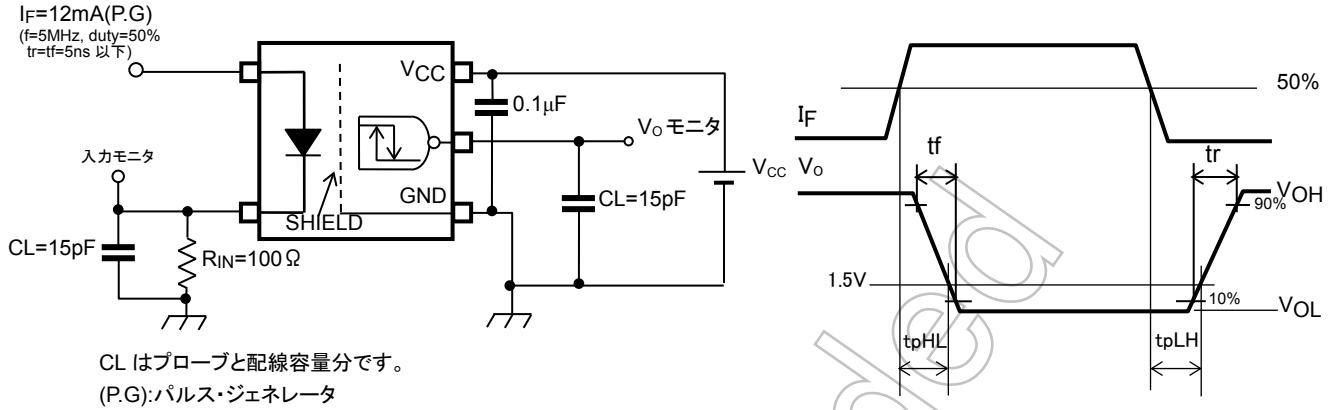 IF=12mA(P.G)
(f=5MHz, duty=50%
tr=tf=5ns 以下)
入力モニタ
CL=15pF
RIN=100Ω
SHIELD
VCC
0.1μF
VO モニタ
GND
CL=15pF
VCC
IF
50%
VO
tf
tr
VOH
90%
1.5V
10%
VOL
tpHL
tpLH
CL はプローブと配線容量分です。
(P.G):パルス・ジェネレータ